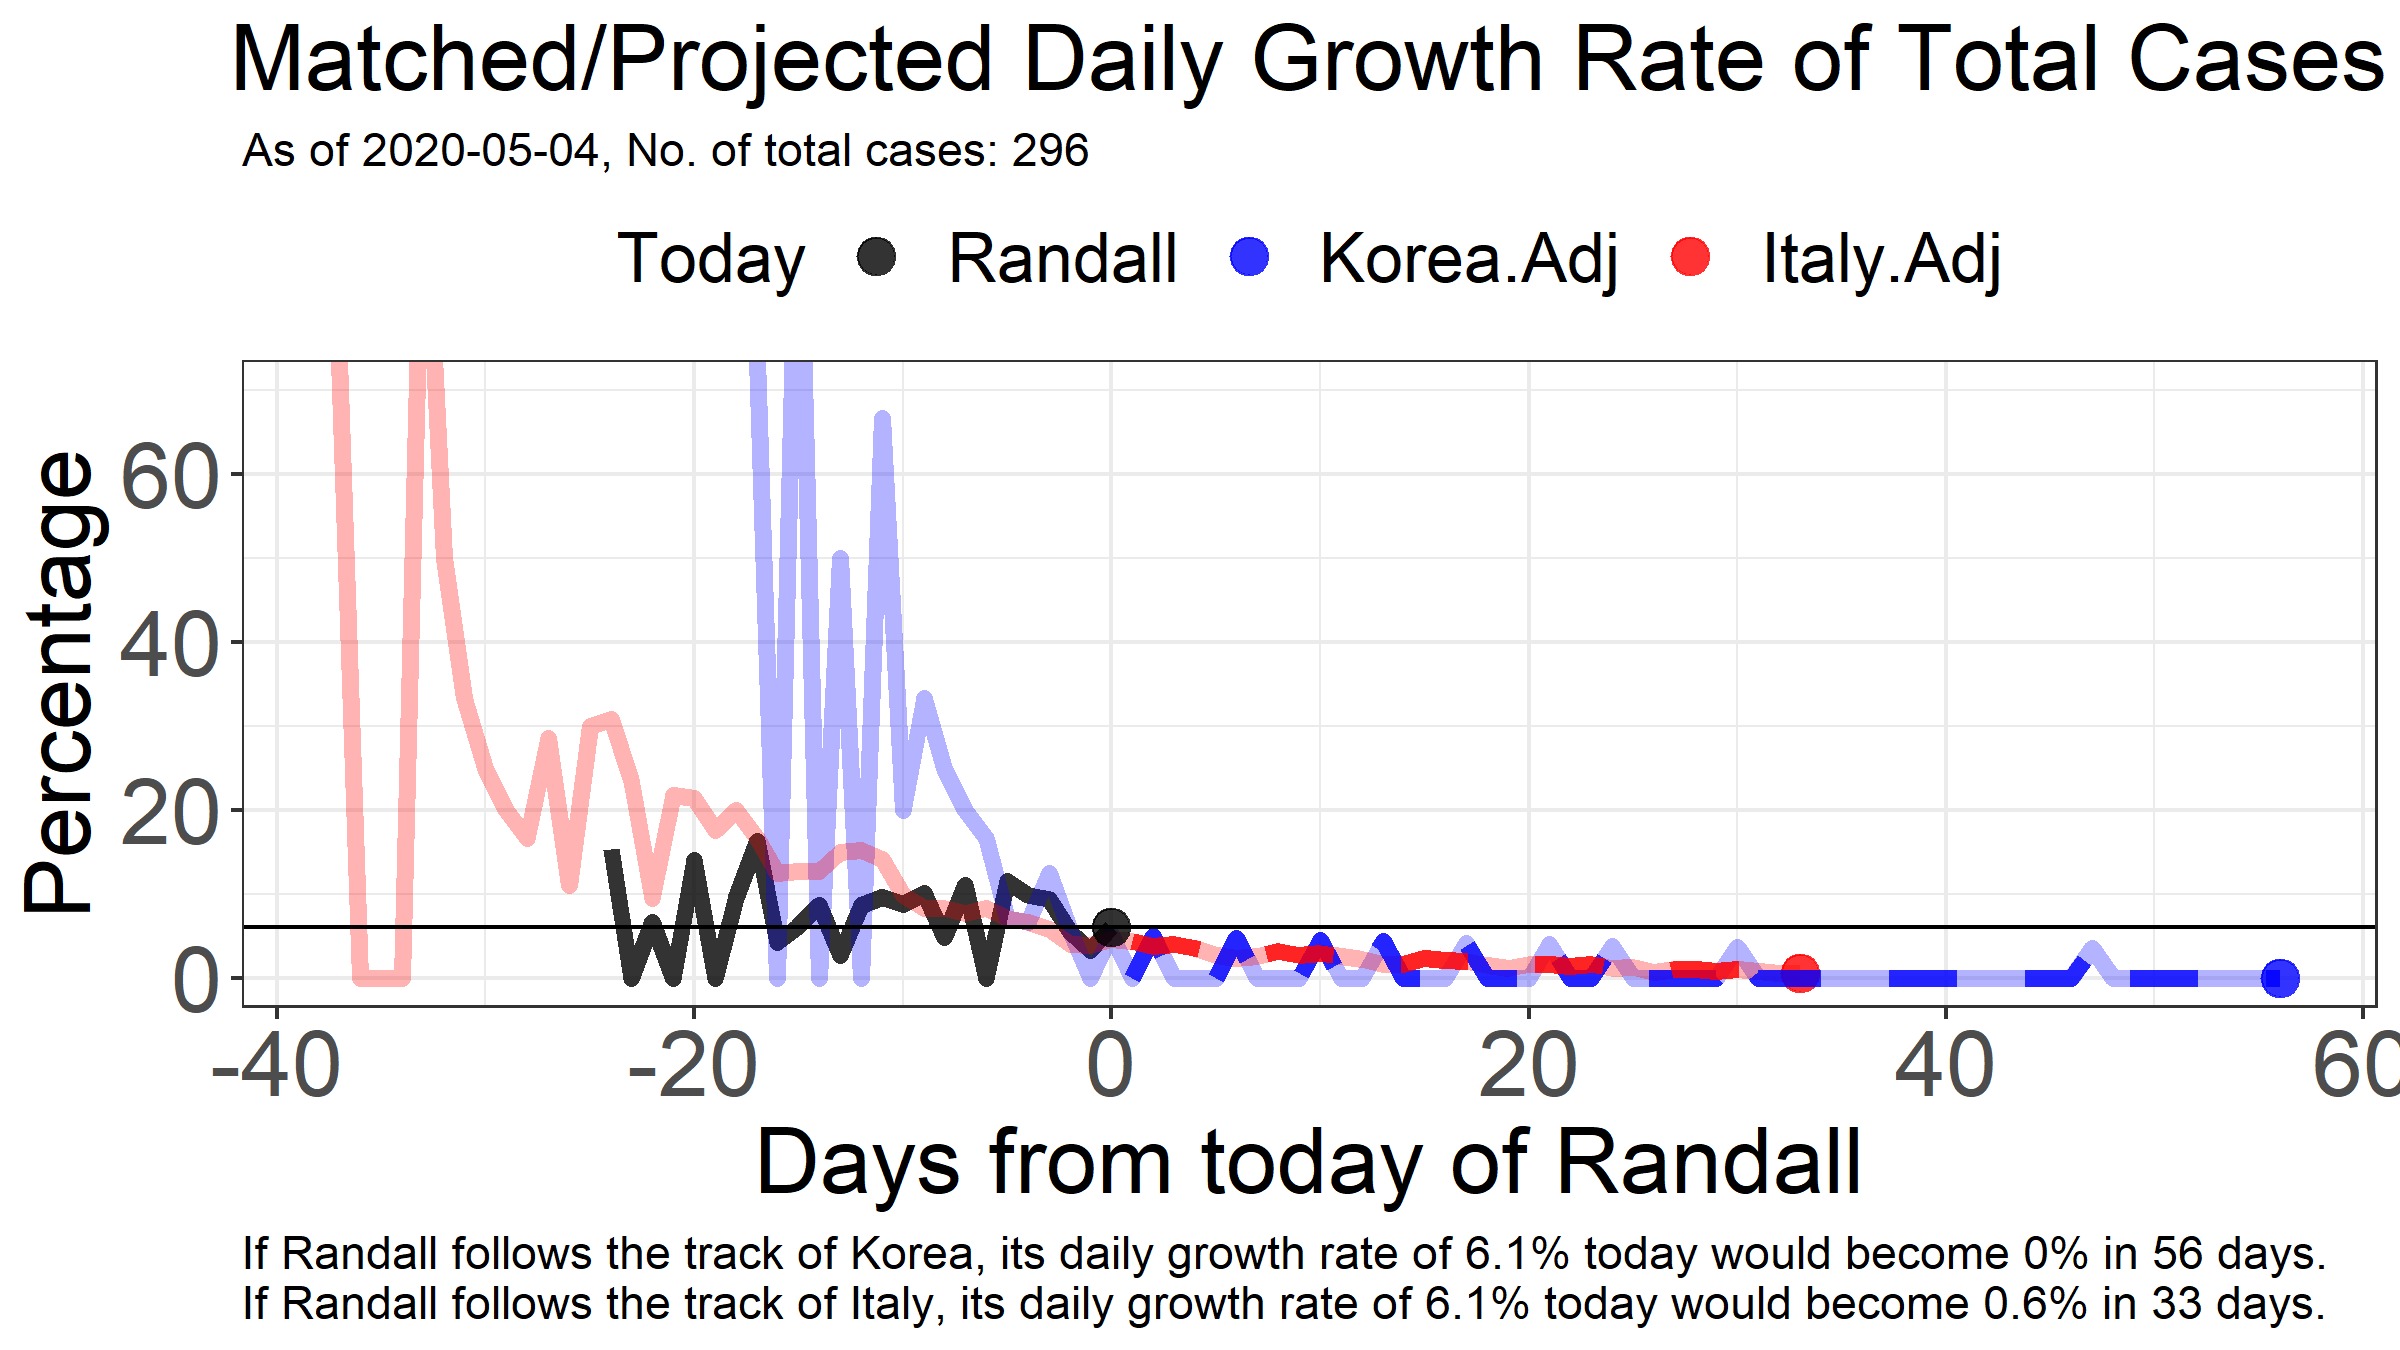 Matched/Projected Daily Growth Rate of Total Cases
As of 2020-05-04, No. of total cases: 296
Today Randall Korea.Adj Italy.Adj
Percentage
60
40
20
0
-40 -20 0 20 40 60
Days from today of Randall
If Randall follows the track of Korea, its daily growth rate of 6.1% today would become 0% in 56 days.
If Randall follows the track of Italy, its daily growth rate of 6.1% today would become 0.6% in 33 days.